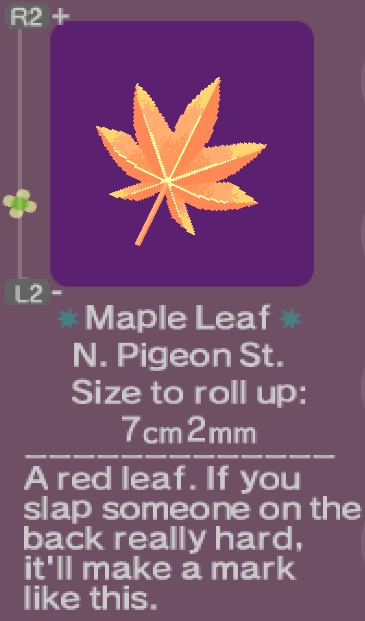 R2 +
L2 -
Maple Leaf
N. Pigeon St.
Size to roll up:
7cm2mm
A red leaf. If you
slap someone on the
back really hard,
it'll make a mark
like this.